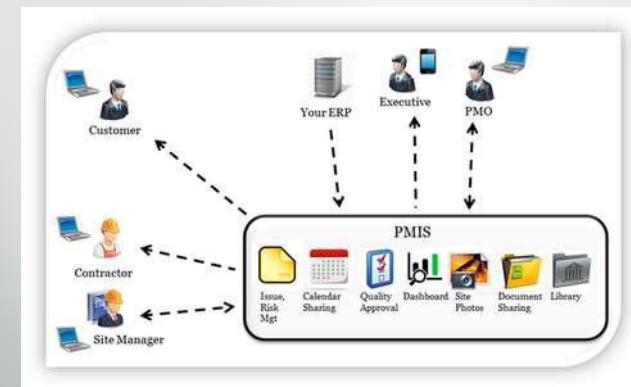 Customer
Your ERP
Executive
PMO
Contractor
Site Manager
PMIS
Issue,
Risk
Mgt
Calendar
Sharing
Quality
Approval
Dashboard
Site
Photos
Document
Sharing
Library